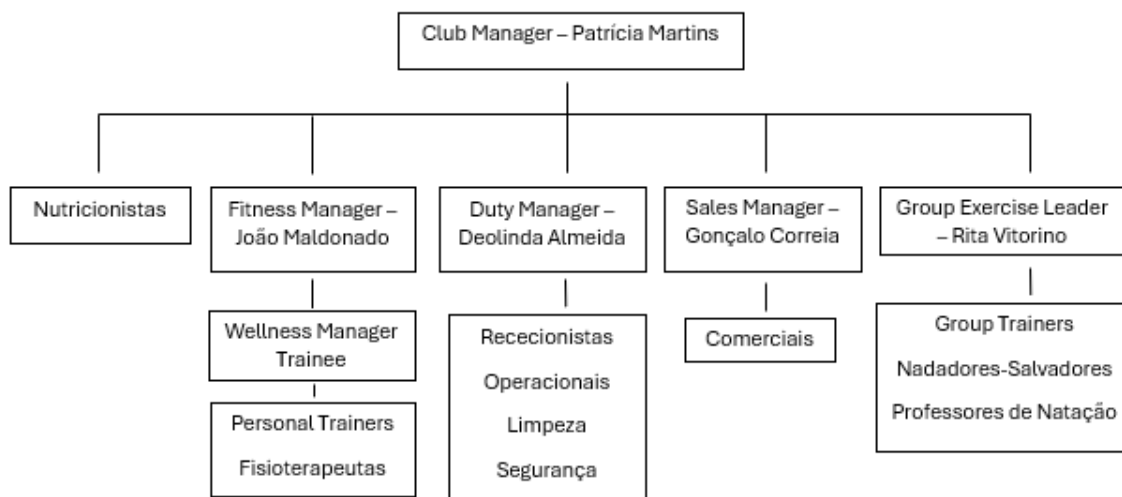 Club Manager – Patrícia Martins
Nutricionistas
Fitness Manager –
João Maldonado
Duty Manager –
Deolinda Almeida
Sales Manager –
Gonçalo Correia
Group Exercise Leader
– Rita Vitorino
Wellness Manager
Trainee
Personal Trainers
Fisioterapeutas
Rececionistas
Operacionais
Limpeza
Segurança
Comerciais
Group Trainers
Nadadores-Salvadores
Professores de Natação